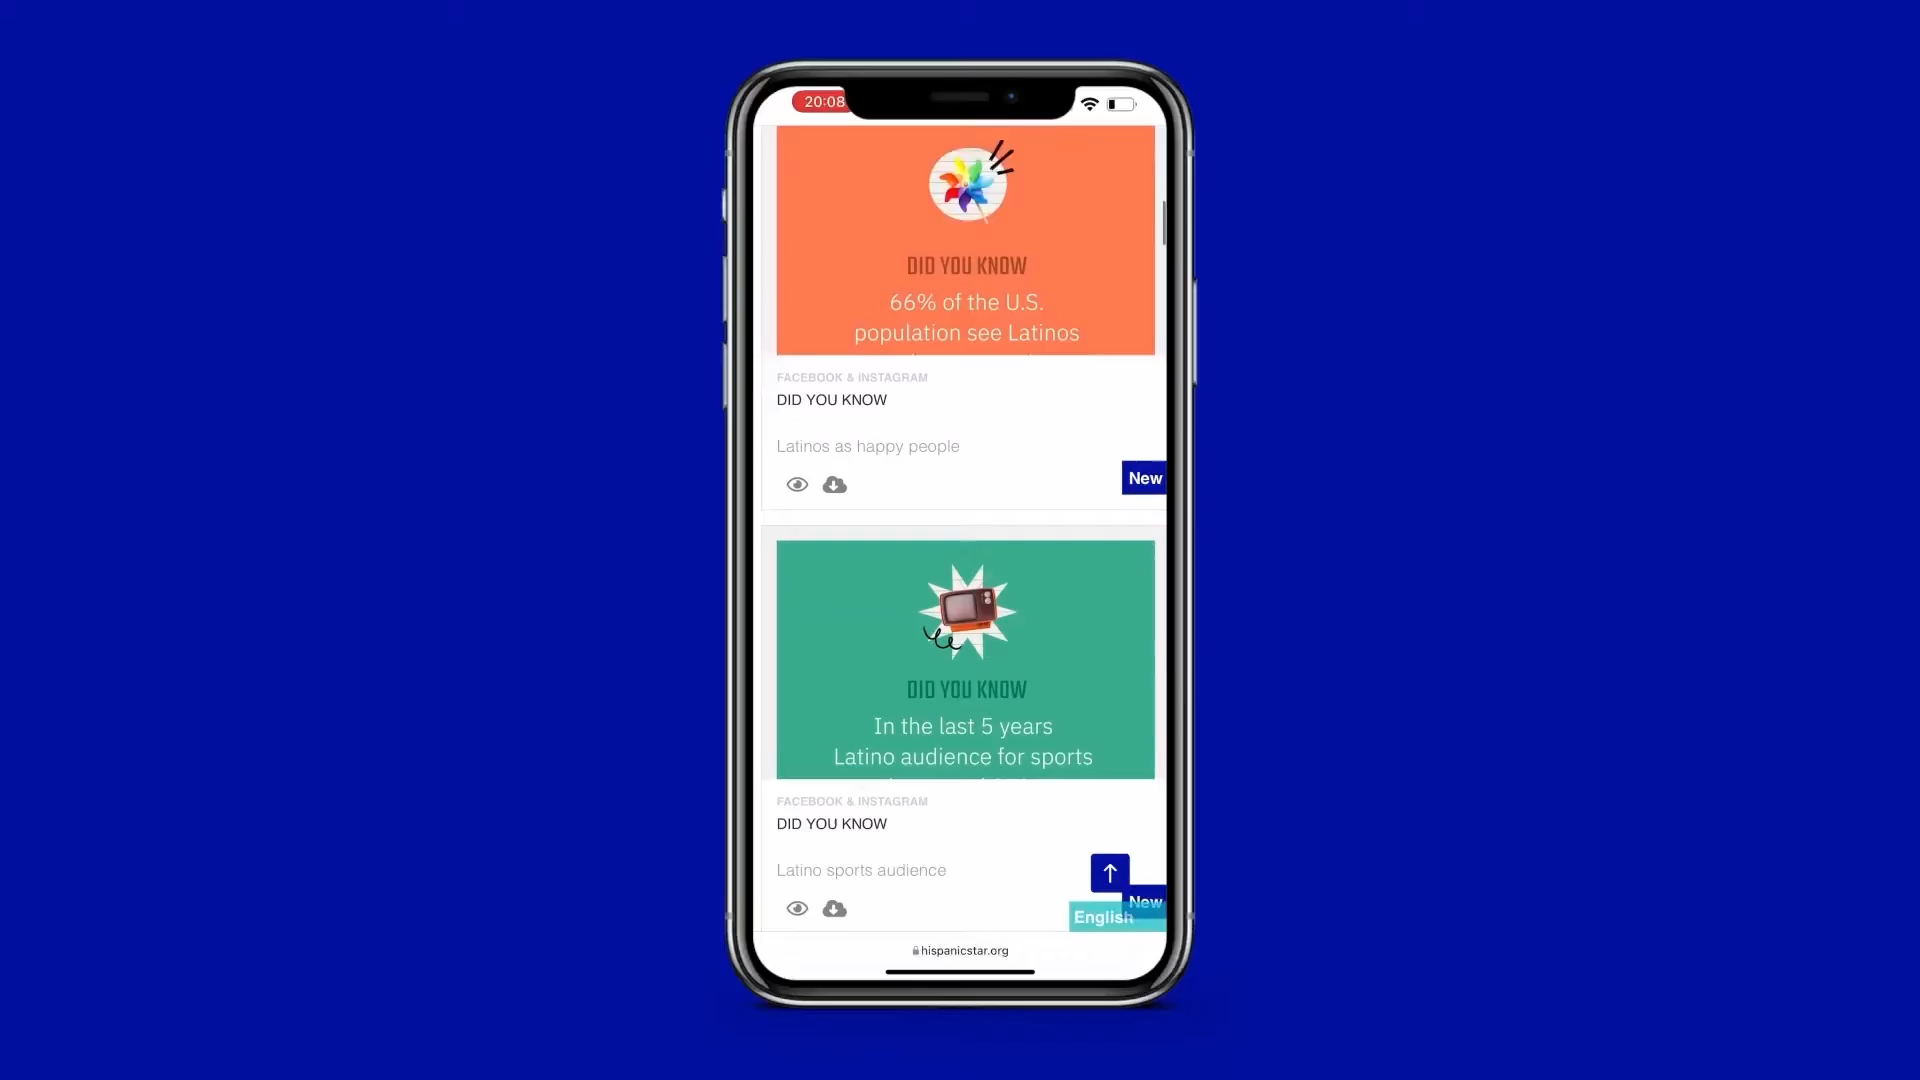 20:08
DID YOU KNOW
66% of the U.S.
population see Latinos
FACEBOOK & INSTAGRAM
DID YOU KNOW
Latinos as happy people
New
DID YOU KNOW
In the last 5 years
Latino audience for sports
FACEBOOK & INSTAGRAM
DID YOU KNOW
Latino sports audience
New
English
hispanicstar.org